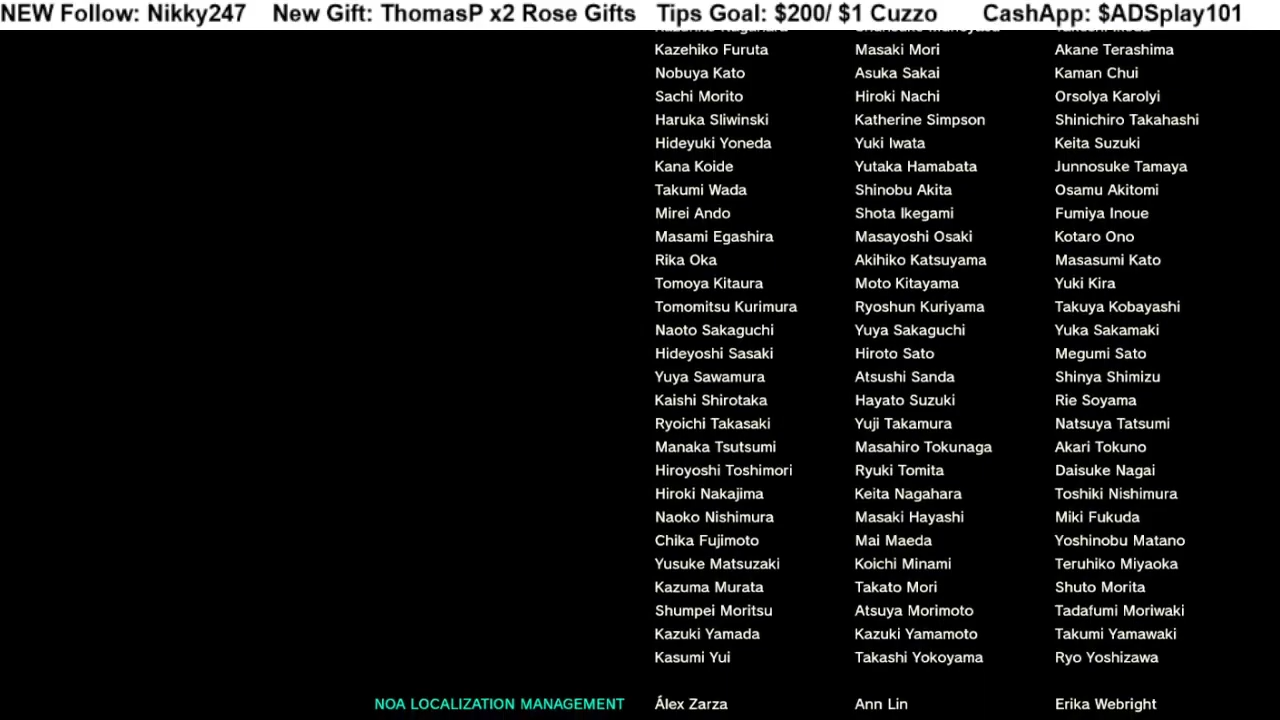 NEW Follow: Nikky247 New Gift: ThomasP x2 Rose Gifts Tips Goal: $200/ $1 Cuzzo CashApp: $ADSplay101
Kazehiko Furuta Masaki Mori Akane Terashima
Nobuya Kato Asuka Sakai Kaman Chui
Sachi Morito Hiroki Nachi Orsolya Karolyi
Haruka Sliwinski Katherine Simpson Shinichiro Takahashi
Hideyuki Yoneda Yuki Iwata Keita Suzuki
Kana Koide Yutaka Hamabata Junnosuke Tamaya
Takumi Wada Shinobu Akita Osamu Akitomi
Mirei Ando Shota Ikegami Fumiya Inoue
Masami Egashira Masayoshi Osaki Kotaro Ono
Rika Oka Akihiko Katsuyama Masasumi Kato
Tomoya Kitaura Moto Kitayama Yuki Kira
Tomomitsu Kurimura Ryoshun Kuriyama Takuya Kobayashi
Naoto Sakaguchi Yuya Sakaguchi Yuka Sakamaki
Hideyoshi Sasaki Hiroto Sato Megumi Sato
Yuya Sawamura Atsushi Sanda Shinya Shimizu
Kaishi Shirotaka Hayato Suzuki Rie Soyama
Ryoichi Takasaki Yuji Takamura Natsuya Tatsumi
Manaka Tsutsumi Masahiro Tokunaga Akari Tokuno
Hiroyoshi Toshimori Ryuki Tomita Daisuke Nagai
Hiroki Nakajima Keita Nagahara Toshiki Nishimura
Naoko Nishimura Masaki Hayashi Miki Fukuda
Chika Fujimoto Mai Maeda Yoshinobu Matano
Yusuke Matsuzaki Koichi Minami Teruhiko Miyaoka
Kazuma Murata Takato Mori Shuto Morita
Shumpei Moritsu Atsuya Morimoto Tadafumi Moriwaki
Kazuki Yamada Kazuki Yamamoto Takumi Yamawaki
Kasumi Yui Takashi Yokoyama Ryo Yoshizawa
NOA LOCALIZATION MANAGEMENT Álex Zarza Ann Lin Erika Webright